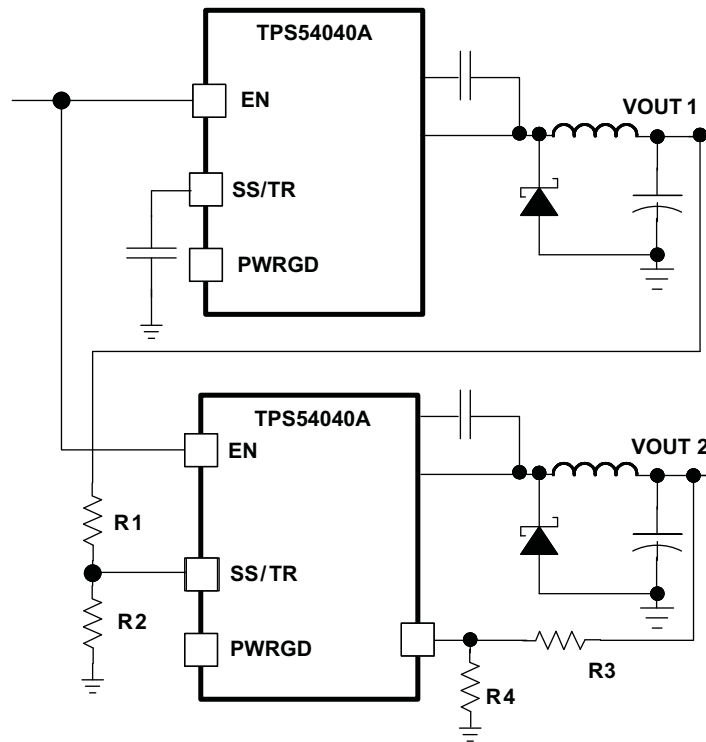 TPS54040A
EN
VOUT 1
SS/TR
PWRGD
TPS54040A
EN
VOUT 2
R1
SS/TR
R2
PWRGD
R3
R4